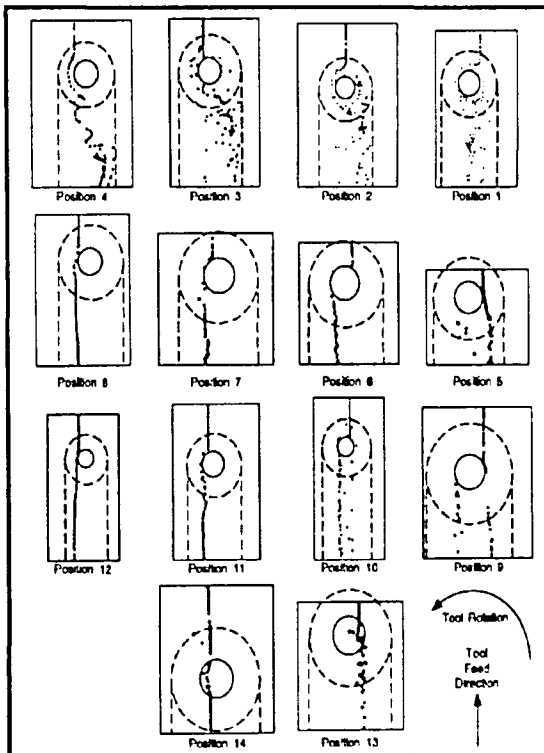 Position 4
Position 3
Position 2
Position 1
Position 8
Position 7
Position 6
Position 5
Position 12
Position 11
Position 10
Position 9
Tool Rotation
Tool
Feed
Direction
Position 14
Position 13